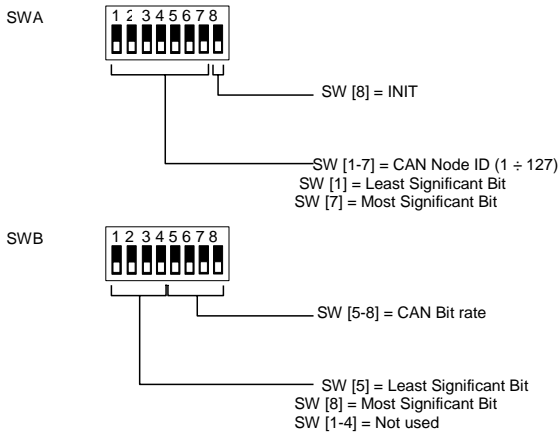 SWA
1 2 3 4 5 6 7 8
SW [8] = INIT
SW [1-7] = CAN Node ID (1 ÷ 127)
SW [1] = Least Significant Bit
SW [7] = Most Significant Bit
SWB
1 2 3 4 5 6 7 8
SW [5-8] = CAN Bit rate
SW [5] = Least Significant Bit
SW [8] = Most Significant Bit
SW [1-4] = Not used